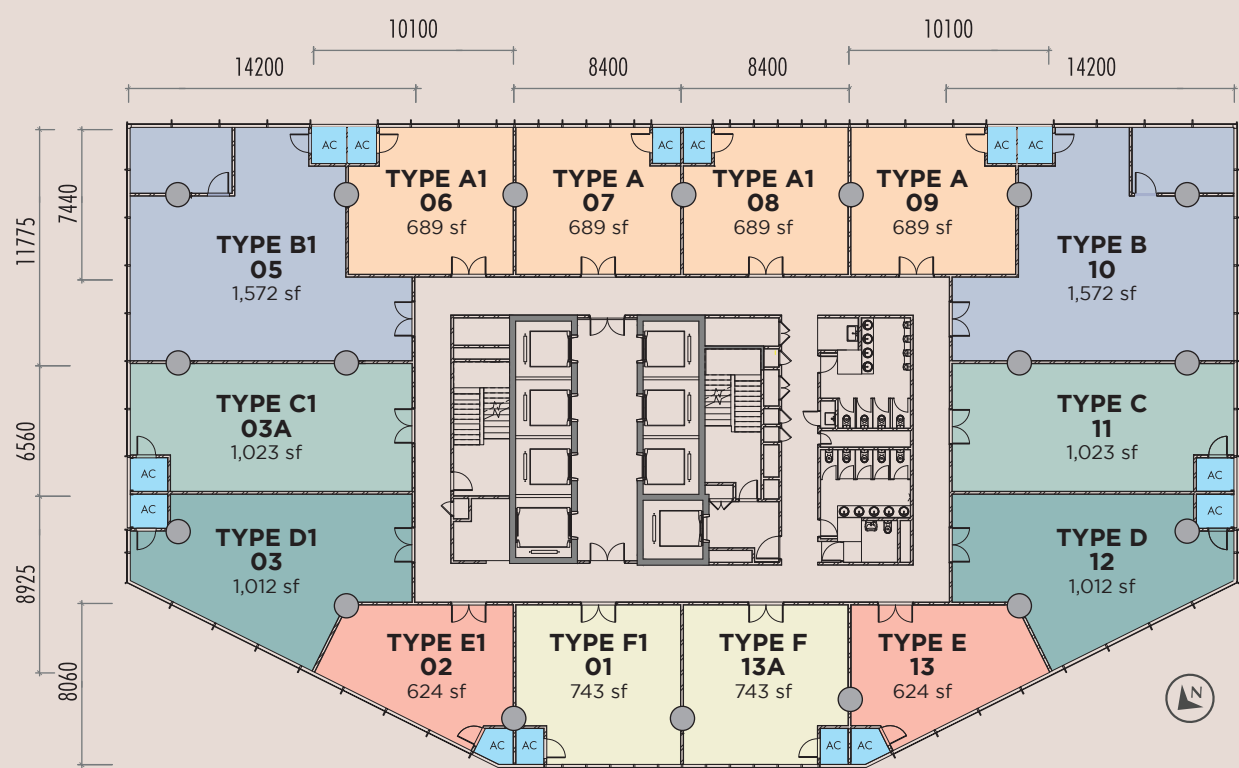 10100
10100
14200
8400
8400
14200
AC
AC
AC
AC
AC
AC
7440
11775
TYPE A1
06
689 sf
TYPE A
07
689 sf
TYPE A1
08
689 sf
TYPE A
09
689 sf
TYPE B1
05
1,572 sf
TYPE B
10
1,572 sf
6560
TYPE C1
03A
1,023 sf
TYPE C
11
1,023 sf
AC
AC
AC
AC
8925
TYPE D1
03
1,012 sf
TYPE D
12
1,012 sf
8060
TYPE E1
02
624 sf
TYPE F1
01
743 sf
TYPE F
13A
743 sf
TYPE E
13
624 sf
N
AC
AC
AC
AC